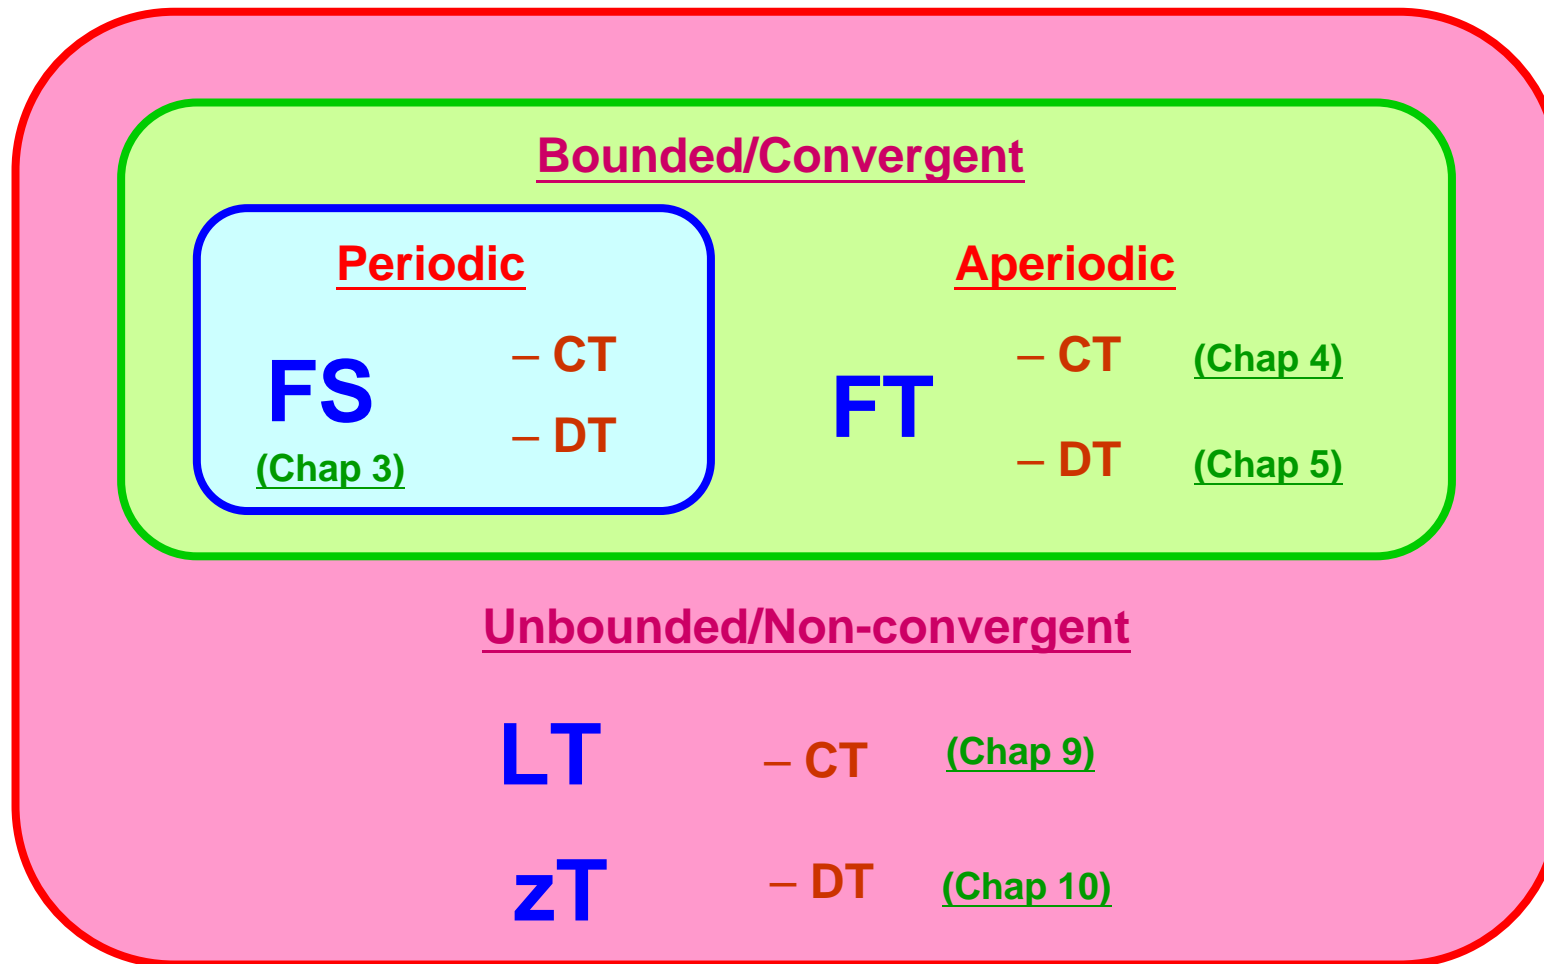 Bounded/Convergent
Periodic
FS
(Chap 3)
– CT
– DT
Aperiodic
FT
– CT (Chap 4)
– DT (Chap 5)
Unbounded/Non-convergent
LT – CT (Chap 9)
zT – DT (Chap 10)